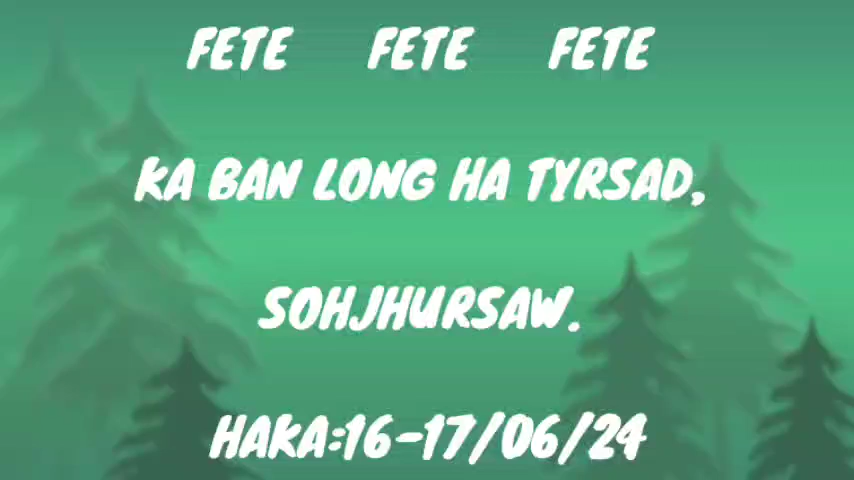 FETE FETE FETE
KA BAN LONG HA TYRSAD,
SOHJHURSAW.
HAKA:16-17/06/24